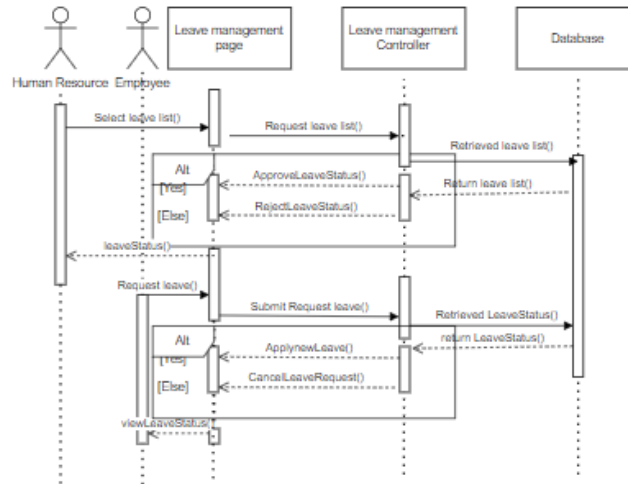 Leave management
page
Leave management
Controller
Database
Human Resource
Employee
Select leave list()
Request leave list()
Retrieved leave list()
Alt
ApproveLeaveStatus()
[Yes]
Return leave list()
[Else]
RejectLeaveStatus()
leaveStatus()
Request leave()
Submit Request leave()
Retrieved LeaveStatus()
Alt
return LeaveStatus()
ApplynewLeave()
[Yes]
[Else]
CancelLeaveRequest()
viewLeaveStatus()